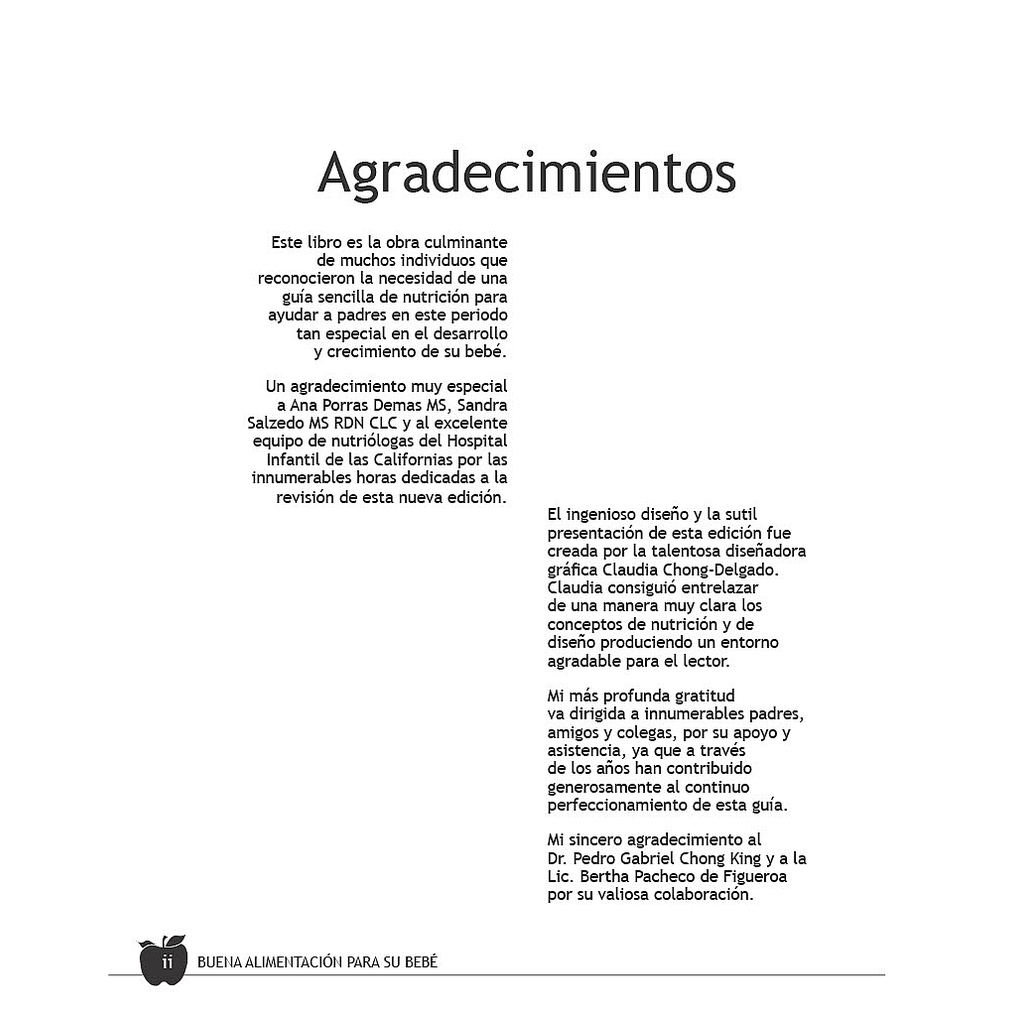 Agradecimientos
Este libro es la obra culminante
de muchos individuos que
reconocieron la necesidad de una
guía sencilla de nutrición para
ayudar a padres en este periodo
tan especial en el desarrollo
y crecimiento de su bebé.
Un agradecimiento muy especial
a Ana Porras Demas MS, Sandra
Salzedo MS RDN CLC y al excelente
equipo de nutriólogas del Hospital
Infantil de las Californias por las
innumerables horas dedicadas a la
revisión de esta nueva edición.
El ingenioso diseño y la sutil
presentación de esta edición fue
creada por la talentosa diseñadora
gráfica Claudia Chong-Delgado.
Claudia consiguió entrelazar
de una manera muy clara los
conceptos de nutrición y de
diseño produciendo un entorno
agradable para el lector.
Mi más profunda gratitud
va dirigida a innumerables padres,
amigos y colegas, por su apoyo y
asistencia, ya que a través
de los años han contribuido
generosamente al continuo
perfeccionamiento de esta guía.
Mi sincero agradecimiento al
Dr. Pedro Gabriel Chong King y a la
Lic. Bertha Pacheco de Figueroa
por su valiosa colaboración.
ii BUENA ALIMENTACIÓN PARA SU BEBÉ